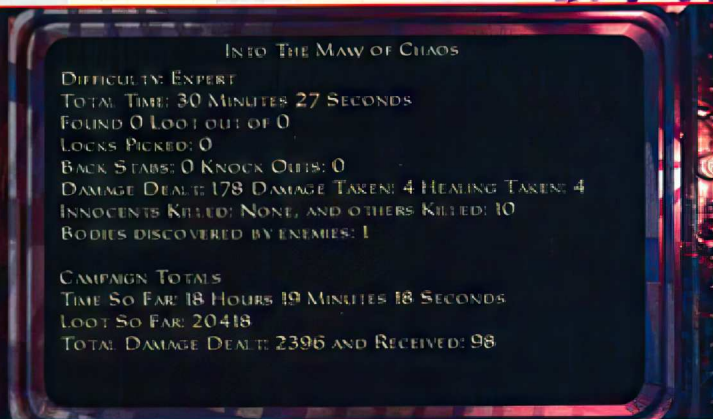 Into The Maw of Chaos
Difficulty: Expert
Total Time: 30 Minutes 27 Seconds
Found 0 Loot out of 0
Locks Picked: 0
Back Stabs: 0 Knock Outs: 0
Damage Dealt: 178 Damage Taken: 4 Healing Taken: 4
Innocents Killed: None, and others Killed: 10
Bodies discovered by enemies: 1
Campaign Totals
Time So Far: 18 Hours 19 Minutes 18 Seconds
Loot So Far: 20418
Total Damage Dealt: 2396 and Received: 98